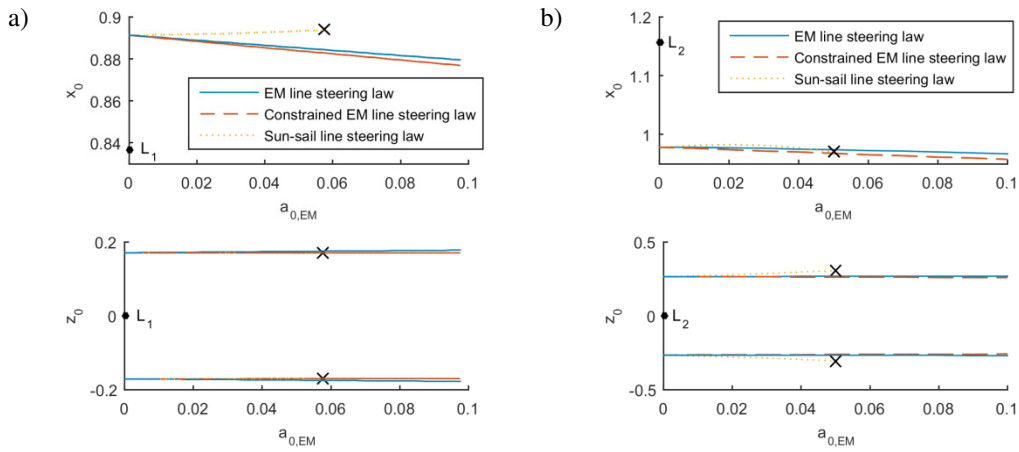 a)
0.9
0.88
0.86
0.84
x0
L1
EM line steering law
Constrained EM line steering law
Sun-sail line steering law
0 0.02 0.04 0.06 0.08 0.1
a0,EM
0.2
0
-0.2
z0
L1
0 0.02 0.04 0.06 0.08 0.1
a0,EM
b)
1.2
1.1
1
x0
L2
EM line steering law
Constrained EM line steering law
Sun-sail line steering law
0 0.02 0.04 0.06 0.08 0.1
a0,EM
0.5
0
-0.5
z0
L2
0 0.02 0.04 0.06 0.08 0.1
a0,EM